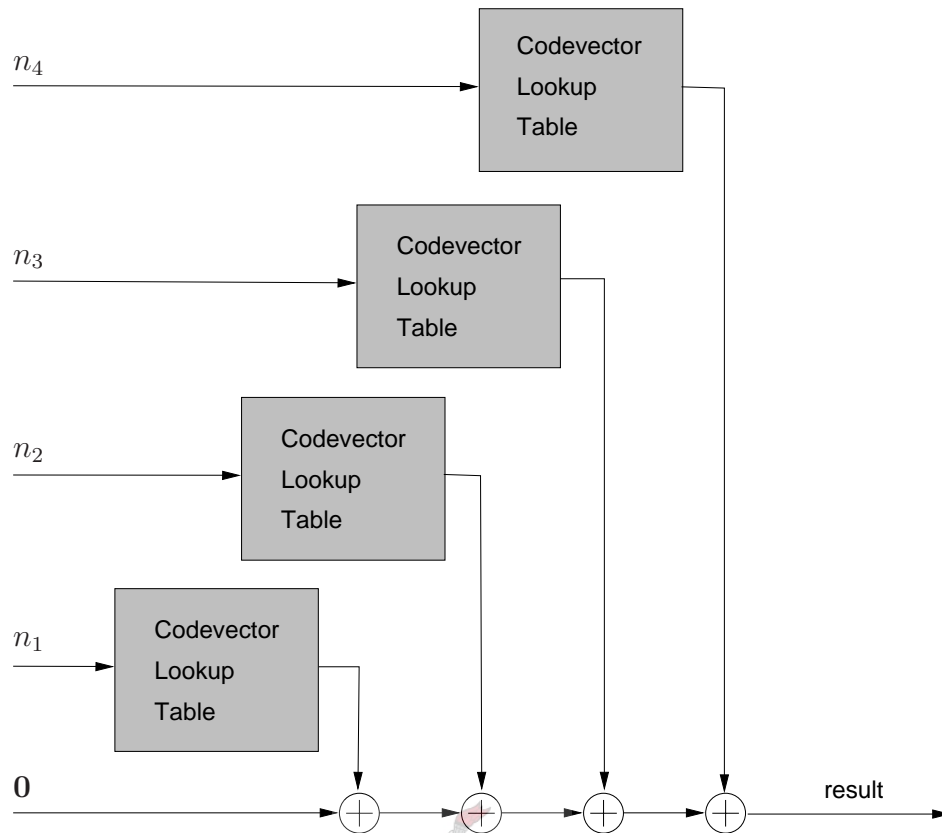 n₄
Codevector
Lookup
Table
n₃
Codevector
Lookup
Table
n₂
Codevector
Lookup
Table
n₁
Codevector
Lookup
Table
0
result